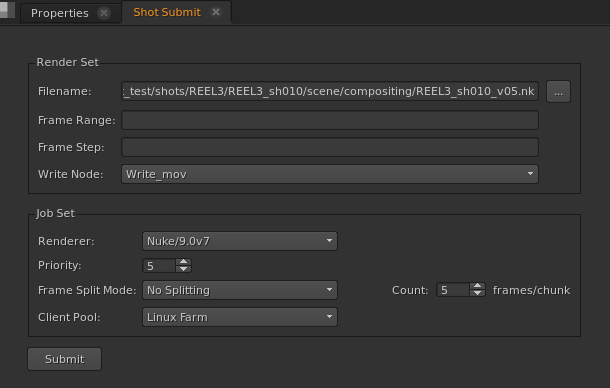 Properties
Shot Submit
Render Set
Filename:
:_test/shots/REEL3/REEL3_sh010/scene/compositing/REEL3_sh010_v05.nk
...
Frame Range:
Frame Step:
Write Node:
Write_mov
Job Set
Renderer:
Nuke/9.0v7
Priority:
5
Frame Split Mode:
No Splitting
Count:
5
frames/chunk
Client Pool:
Linux Farm
Submit